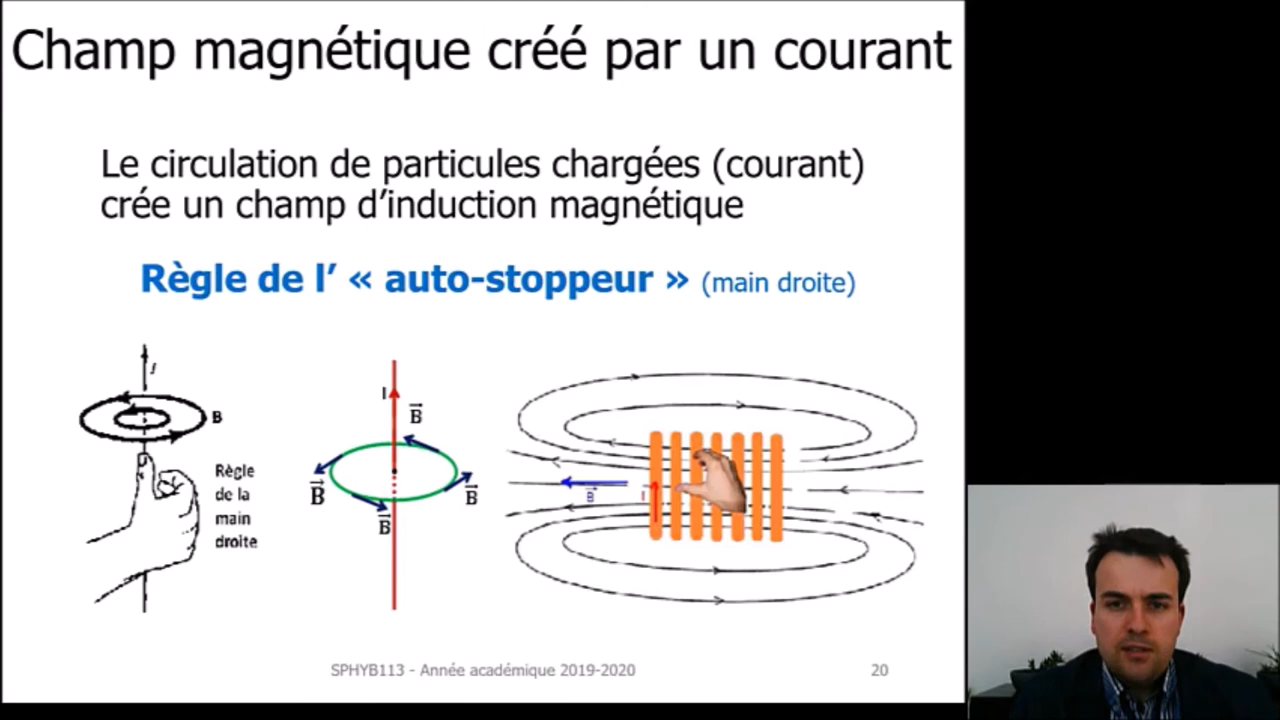 Champ magnétique créé par un courant
Le circulation de particules chargées (courant)
crée un champ d’induction magnétique
Règle de l’ « auto-stoppeur » (main droite)
I
B
Règle
de la
main
droite
I
B
B
B
B
B
I
SPHYB113 - Année académique 2019-2020
20